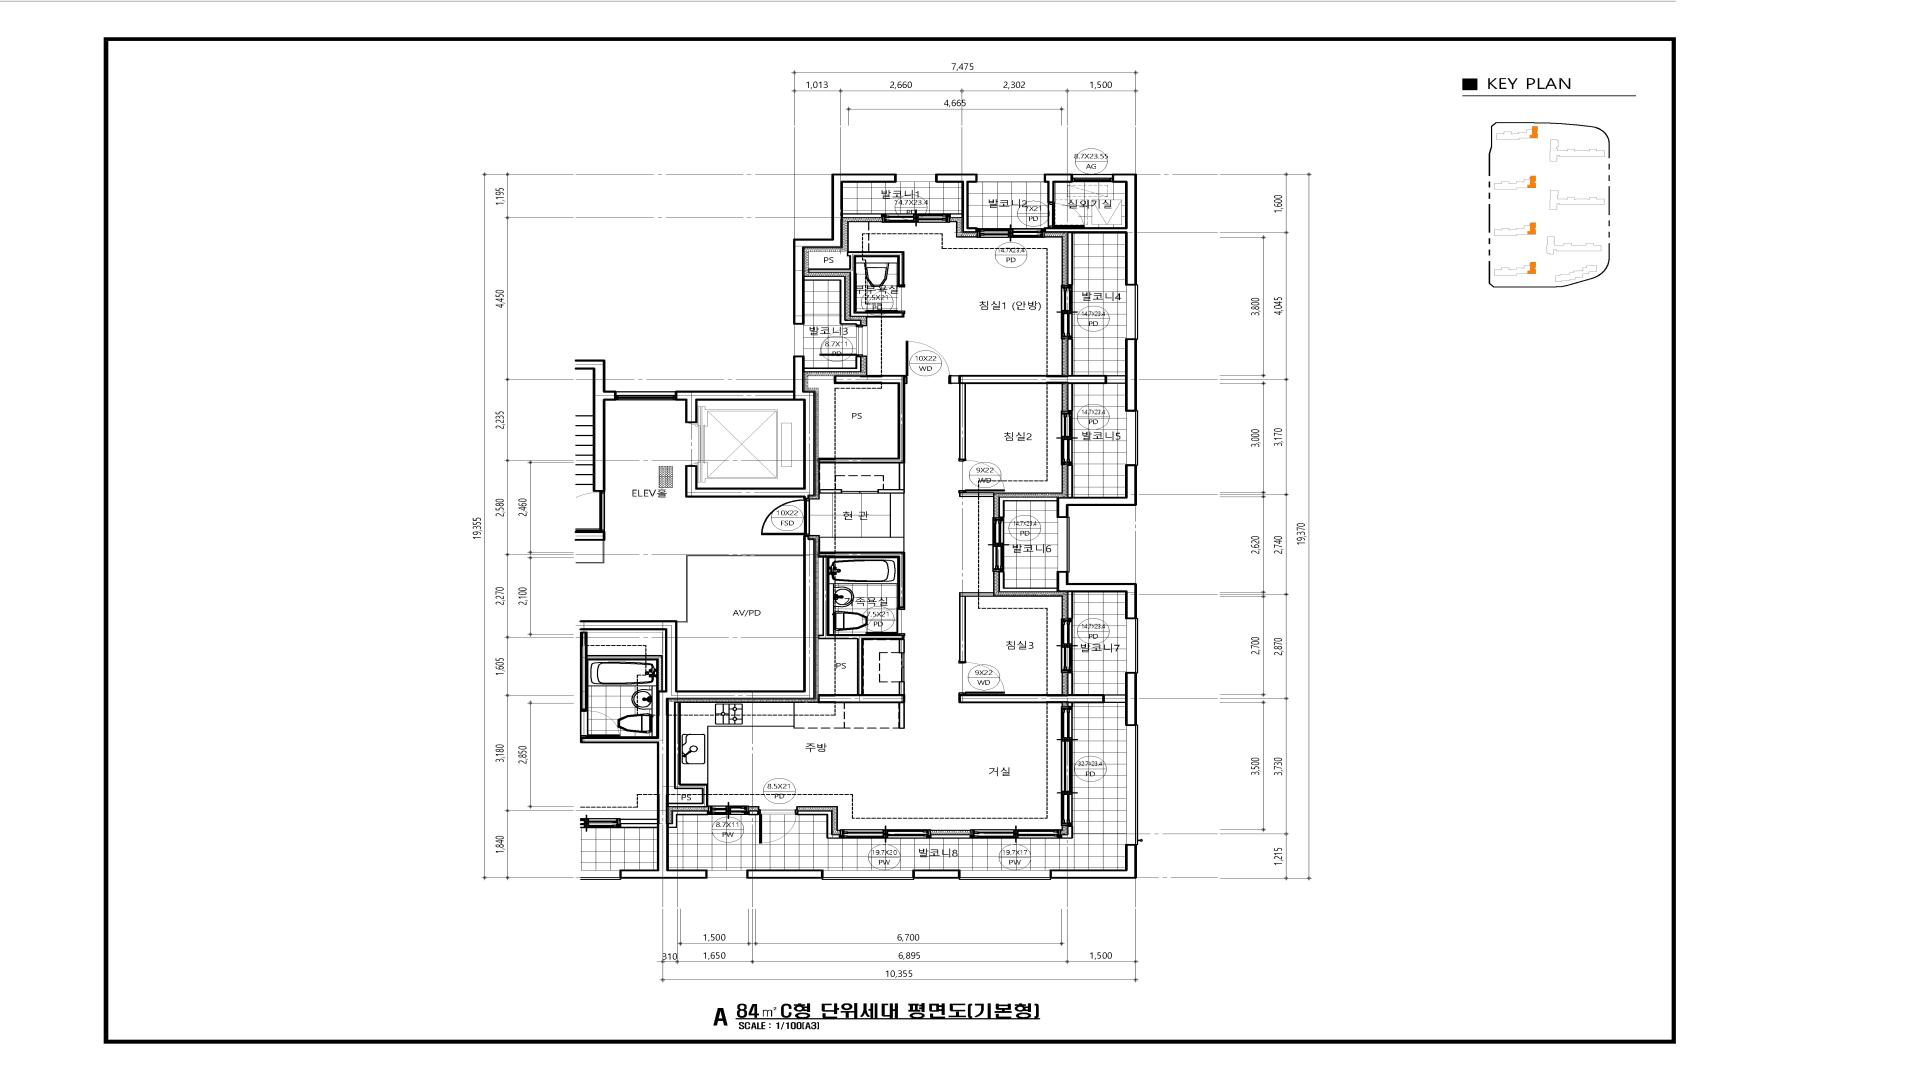 7,475
1,013 2,660 2,302 1,500
4,665
KEY PLAN
8.7X23.55
AG
발코니1
14.7X23.4
발코니2
7X21
PD
실외기실
1,195
1,600
PS
14.7X23.4
PD
부부욕실
7.5X21
PD
침실1 (안방)
발코니4
14.7X23.4
PD
4,450
3,800
4,045
발코니3
8.7X11
PD
10X22
WD
PS
침실2
14.7X23.4
PD
발코니5
2,235
3,000
3,170
9X22
WD
ELEV홀
10X22
FSD
현 관
14.7X23.4
PD
발코니6
19,355
2,580
2,460
2,620
2,740
19,370
가족욕실
7.5X21
PD
AV/PD
2,270
2,100
침실3
14.7X23.4
PD
발코니7
9X22
WD
PS
1,605
2,700
2,870
주방
거실
32.7X23.4
PD
8.5X21
PD
PS
3,180
2,850
3,500
3,730
8.7X11
PW
19.7X20
PW
발코니8
19.7X17
PW
1,840
1,215
1,500 6,700
310 1,650 6,895 1,500
10,355
A 84㎡ C형 단위세대 평면도(기본형)
SCALE : 1/100(A3)